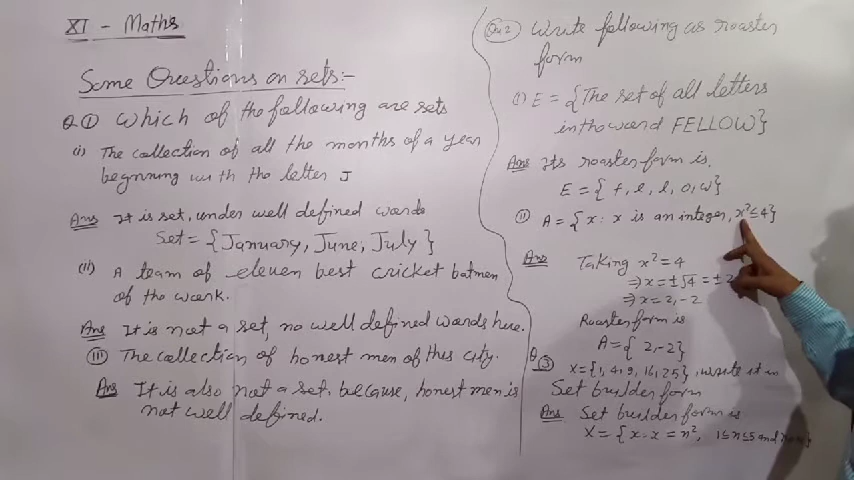 XI - Maths
Some Questions on sets:-
Q.① Which of the following are sets
(i) The collection of all the months of a year
beginning with the letter J
Ans It is set, under well defined words
Set = {January, June, July}
(ii) A team of eleven best cricket batmen
of the work.
Ans It is not a set, no well defined words here.
(iii) The collection of honest men of this city.
Ans It is also not a set, because, honest men is
not well defined.
Qu 2 Write following as roaster
form
(i) E = {The set of all letters
in the word FELLOW}
Ans Its roaster form is,
E = {f, e, l, o, w}
(ii) A = {x: x is an integer, x² ≤ 4}
Ans Taking x² = 4
⇒ x = ±√4 = ± 2
⇒ x = 2, -2
Roaster form is
A = {2, -2}
Q. 3 X = {1, 4, 9, 16, 25}, write it in
Set builder form
Ans Set builder form is
X = {x: x = n², 1 ≤ n ≤ 5 and